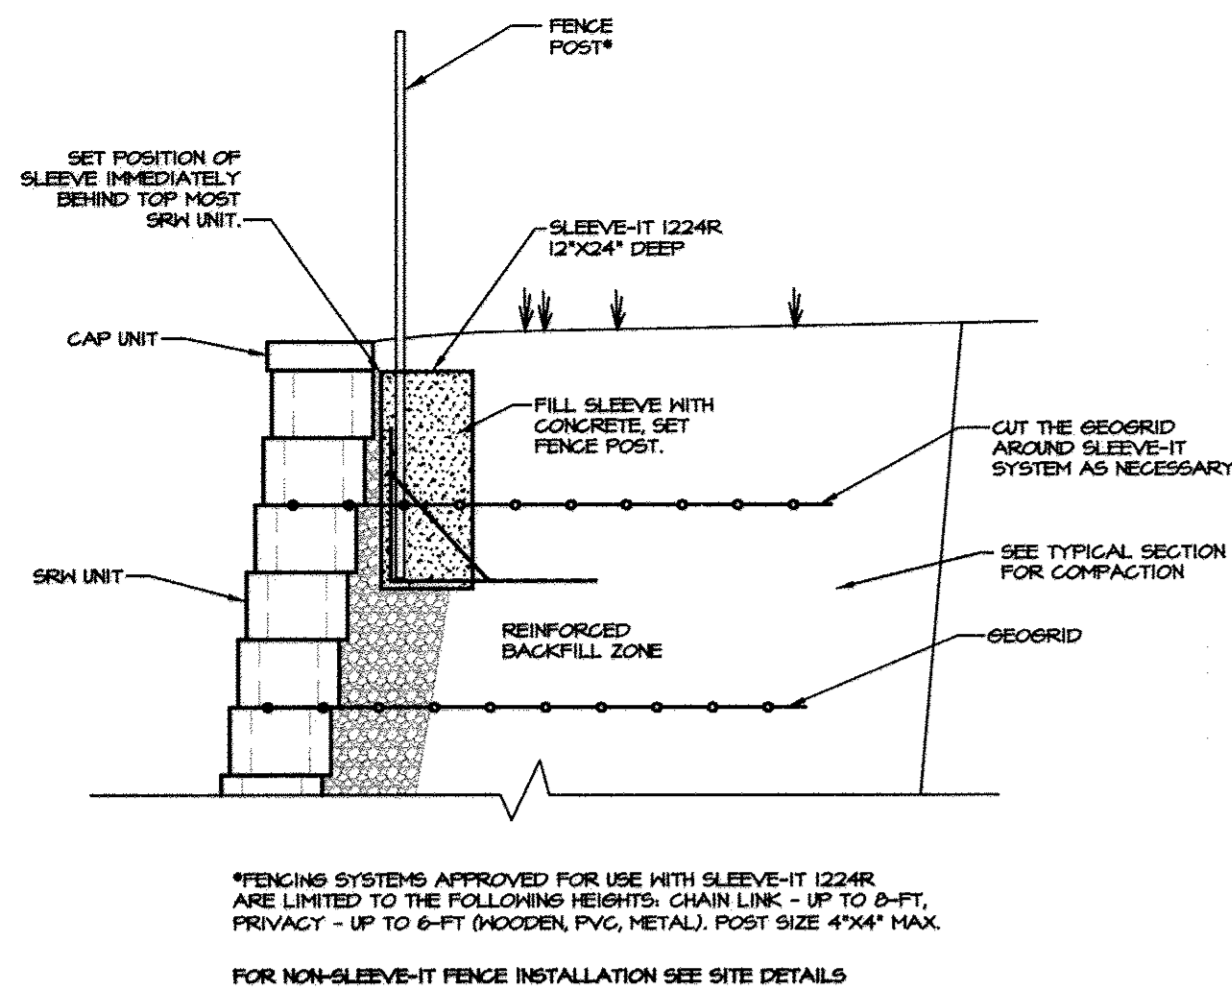 FENCE
POST*
SET POSITION OF
SLEEVE IMMEDIATELY
BEHIND TOP MOST
SRW UNIT.
SLEEVE-IT 1224R
12"X24" DEEP
CAP UNIT
FILL SLEEVE WITH
CONCRETE, SET
FENCE POST.
CUT THE GEOGRID
AROUND SLEEVE-IT
SYSTEM AS NECESSARY
SEE TYPICAL SECTION
FOR COMPACTION
SRW UNIT
REINFORCED
BACKFILL ZONE
GEOGRID
*FENCING SYSTEMS APPROVED FOR USE WITH SLEEVE-IT 1224R
ARE LIMITED TO THE FOLLOWING HEIGHTS: CHAIN LINK - UP TO 8-FT,
PRIVACY - UP TO 6-FT (WOODEN, PVC, METAL). POST SIZE 4"X4" MAX.
FOR NON-SLEEVE-IT FENCE INSTALLATION SEE SITE DETAILS